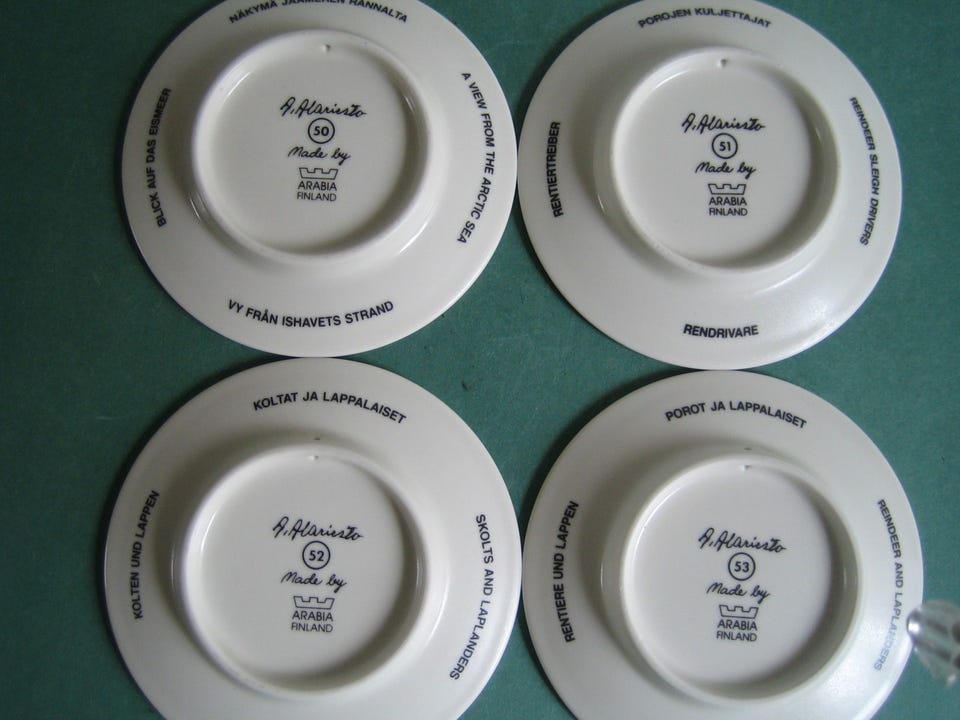 NÄKYMÄ JÄÄMEREN RANNALTA
BLICK AUF DAS EISMEER
A VIEW FROM THE ARCTIC SEA
A. Alariesto
50
Made by
ARABIA
FINLAND
VY FRÅN ISHAVETS STRAND
POROJEN KULJETTAJAT
RENTIERTREIBER
REINDEER SLEIGH DRIVERS
A. Alariesto
51
Made by
ARABIA
FINLAND
RENDRIVARE
KOLTAT JA LAPPALAISET
KOLTEN UND LAPPEN
SKOLTS AND LAPLANDERS
A. Alariesto
52
Made by
ARABIA
FINLAND
POROT JA LAPPALAISET
RENTIERE UND LAPPEN
REINDEER AND LAPLANDERS
A. Alariesto
53
Made by
ARABIA
FINLAND